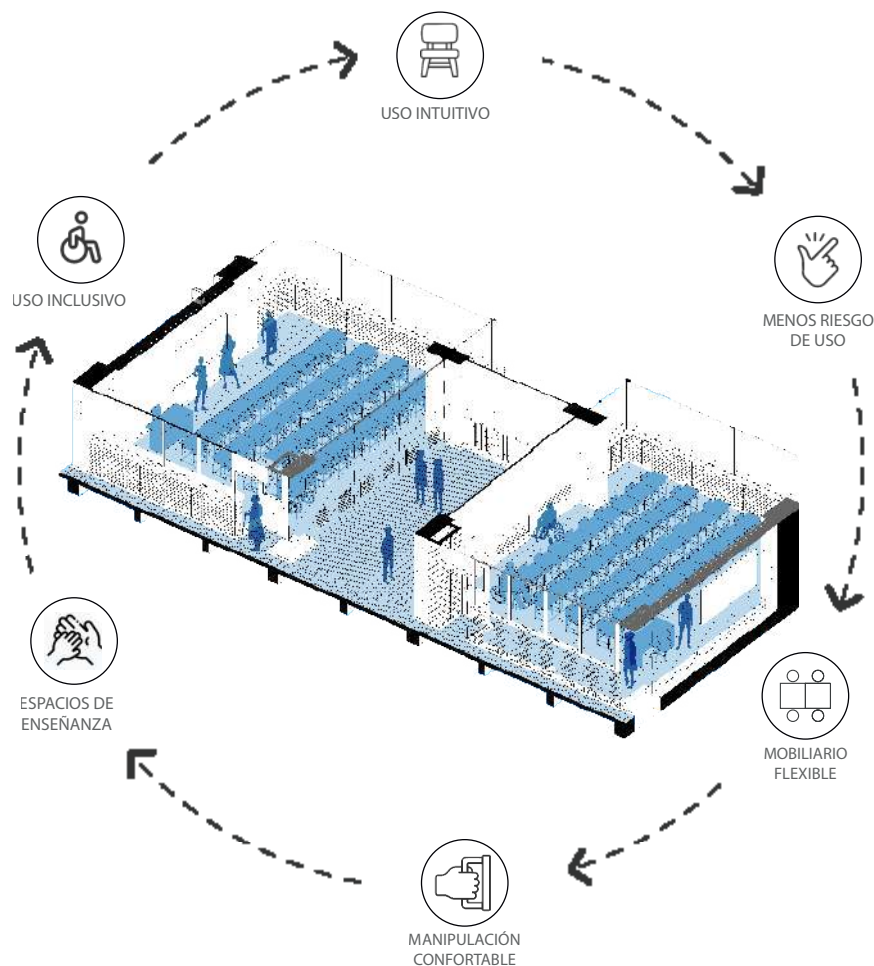 USO INTUITIVO
USO INCLUSIVO
MENOS RIESGO
DE USO
ESPACIOS DE
ENSEÑANZA
MOBILIARIO
FLEXIBLE
MANIPULACIÓN
CONFORTABLE